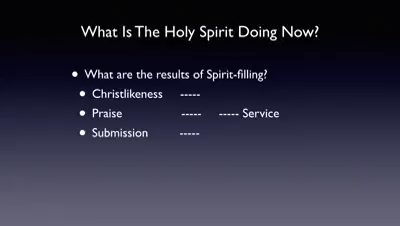 What Is The Holy Spirit Doing Now?
• What are the results of Spirit-filling?
• Christlikeness -----
• Praise ----- ----- Service
• Submission -----